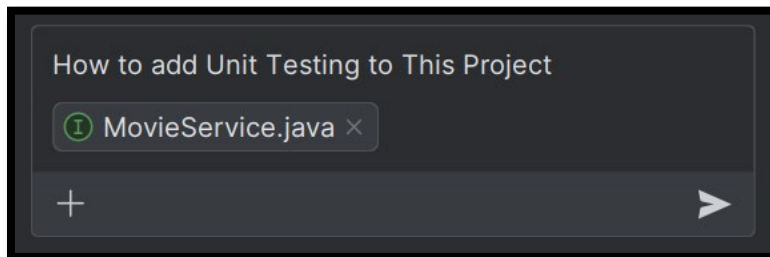 How to add Unit Testing to This Project
I MovieService.java ×